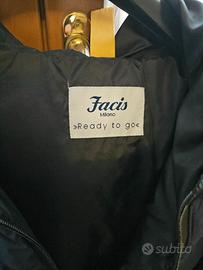 Facis
Milano
>Ready to go<
subito